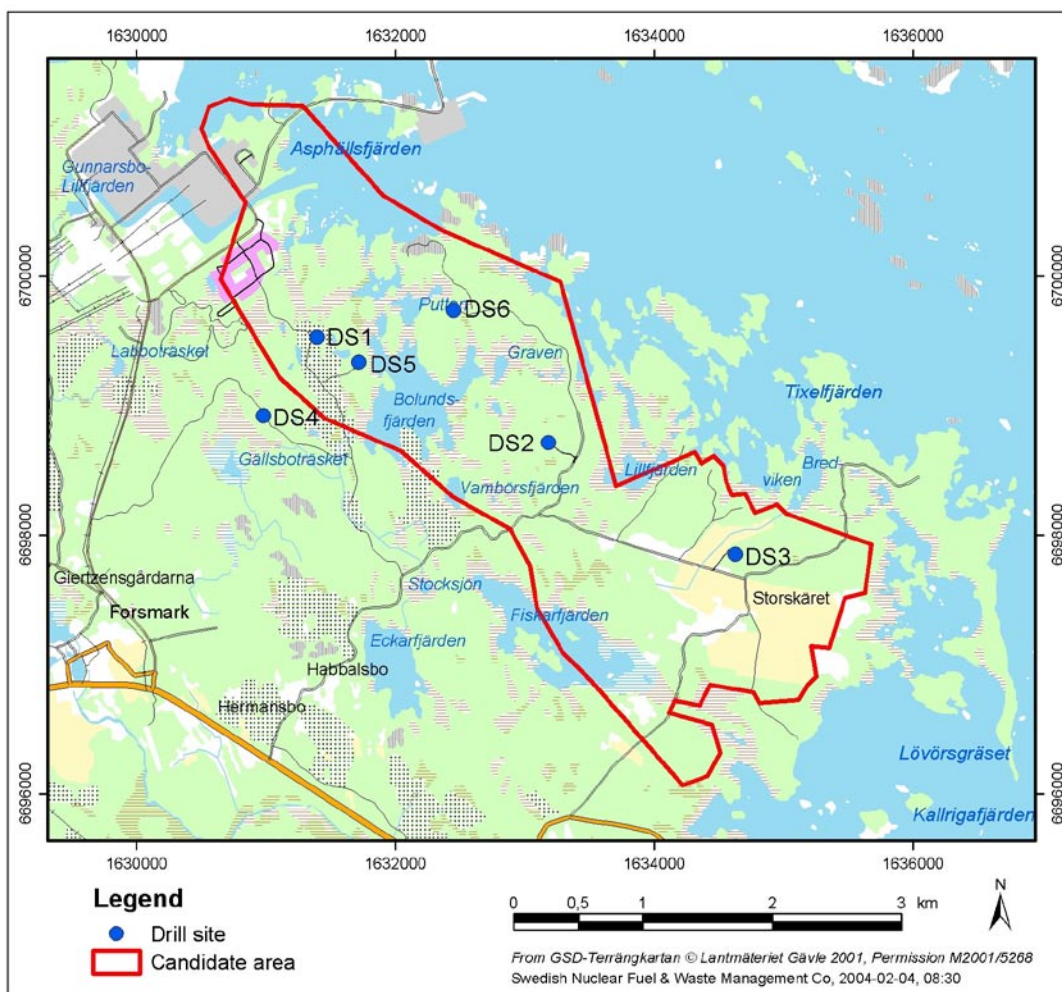 1630000 1632000 1634000 1636000
Asphällsfjärden
Gunnarsbo-
Lillfjärden
6700000
6700000
Puttan
DS6
DS1
Graven
Labboträsket
DS5
Tixelfjärden
Bolunds-
fjärden
DS4
DS2
Gällsboträsket
Lillfjärden
Bred-
viken
Vambörsfjärden
6698000
6698000
DS3
Giertzensgårdarna
Stocksjön
Storskäret
Forsmark
Fiskarfjärden
Eckarfjärden
Habbalsbo
Hermansbo
Lövörsgräset
6696000
6696000
Kallrigafjärden
1630000 1632000 1634000 1636000
Legend
Drill site
Candidate area
0 0,5 1 2 3 km
N
From GSD-Terrängkartan © Lantmäteriet Gävle 2001, Permission M2001/5268
Swedish Nuclear Fuel & Waste Management Co, 2004-02-04, 08:30